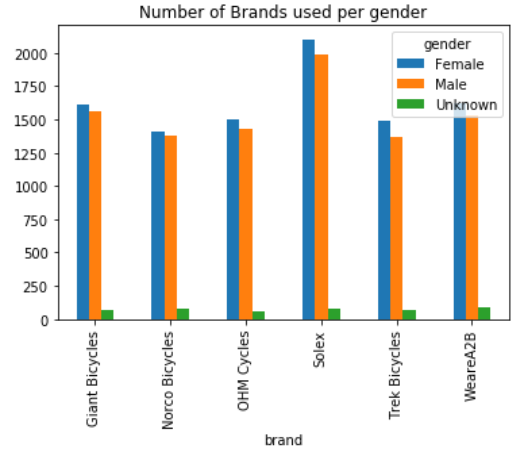 Number of Brands used per gender
gender
Female
Male
Unknown
2000
1750
1500
1250
1000
750
500
250
0
Giant Bicycles
Norco Bicycles
OHM Cycles
Solex
Trek Bicycles
WeareA2B
brand